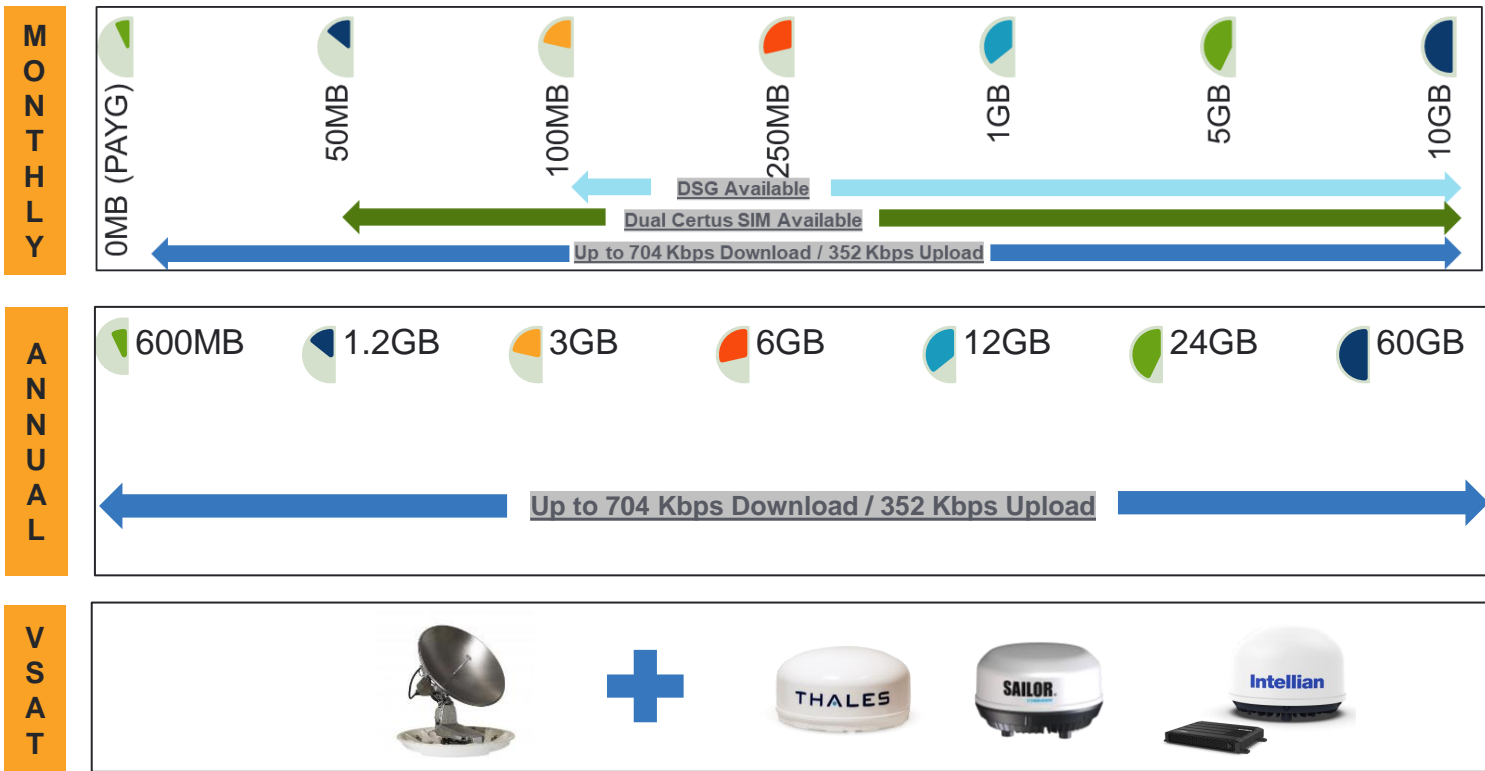 MONTHLY
0MB (PAYG)
50MB
100MB
250MB
1GB
5GB
10GB
DSG Available
Dual Certus SIM Available
Up to 704 Kbps Download / 352 Kbps Upload
ANNUAL
600MB
1.2GB
3GB
6GB
12GB
24GB
60GB
Up to 704 Kbps Download / 352 Kbps Upload
VSAT
THALES
SAILOR
Intellian